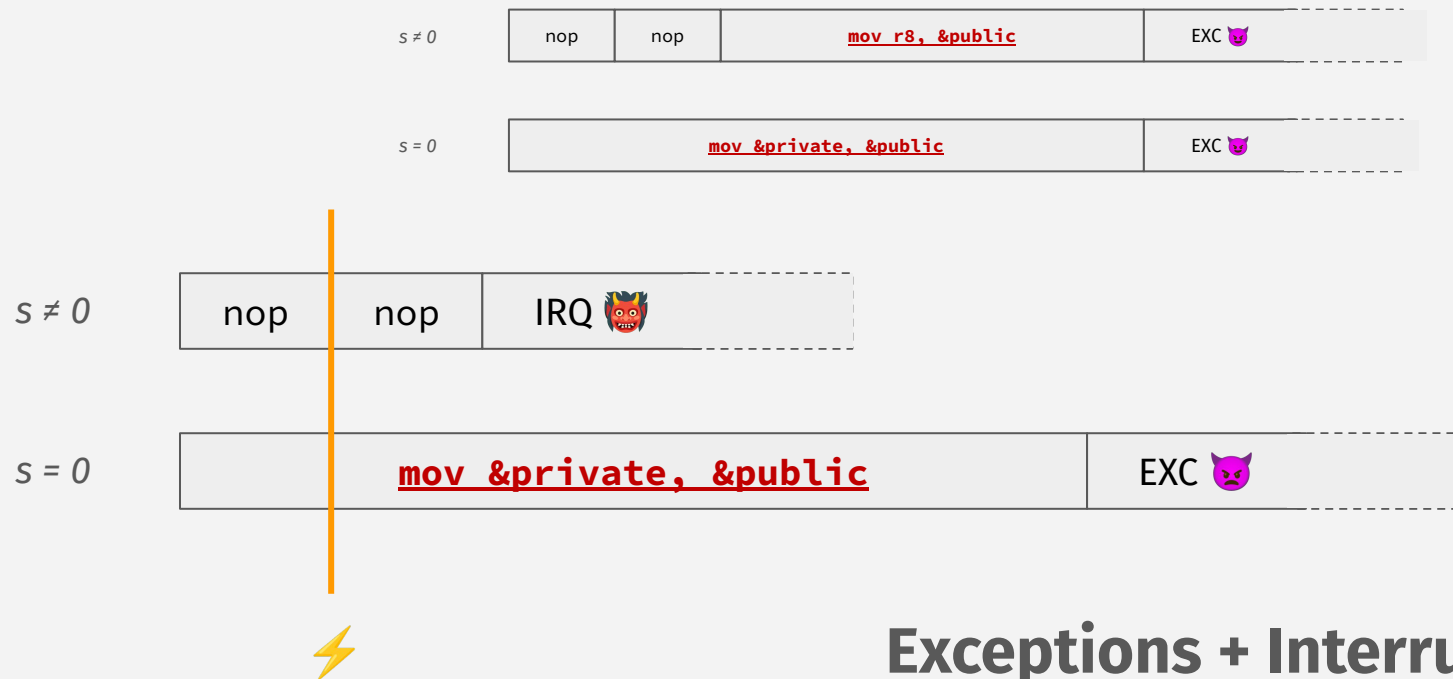 s ≠ 0 nop nop mov r8, &public EXC 😈
s = 0 mov &private, &public EXC 😈
s ≠ 0 nop nop IRQ 👹
s = 0 mov &private, &public EXC 😈
⚡
Exceptions + Interru